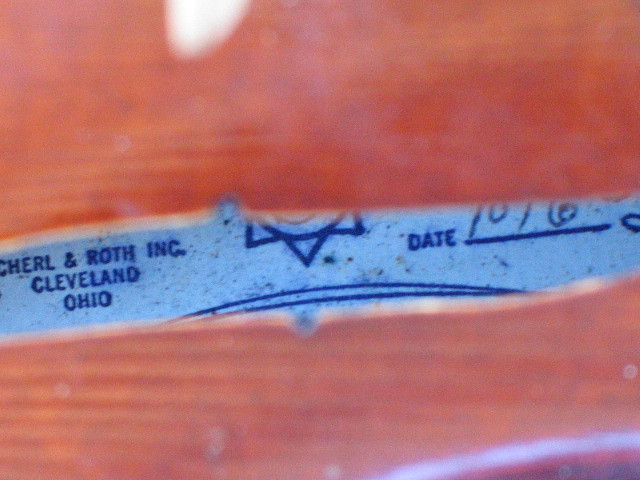 CHERL & ROTH INC.
CLEVELAND
OHIO
DATE